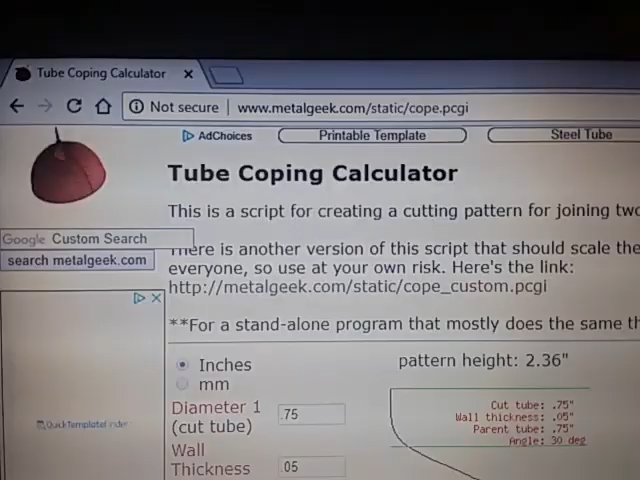 Tube Coping Calculator
Not secure | www.metalgeek.com/static/cope.pcgi
AdChoices
Printable Template
Steel Tube
Tube Coping Calculator
This is a script for creating a cutting pattern for joining two
Google Custom Search
search metalgeek.com
There is another version of this script that should scale the
everyone, so use at your own risk. Here's the link:
http://metalgeek.com/static/cope_custom.pcgi
**For a stand-alone program that mostly does the same th
Inches
mm
pattern height: 2.36"
Diameter 1
(cut tube)
.75
Wall
Thickness
.05
Cut tube: .75"
Wall thickness: .05"
Parent tube: .75"
Angle: 30 deg
QuickTemplateFinder